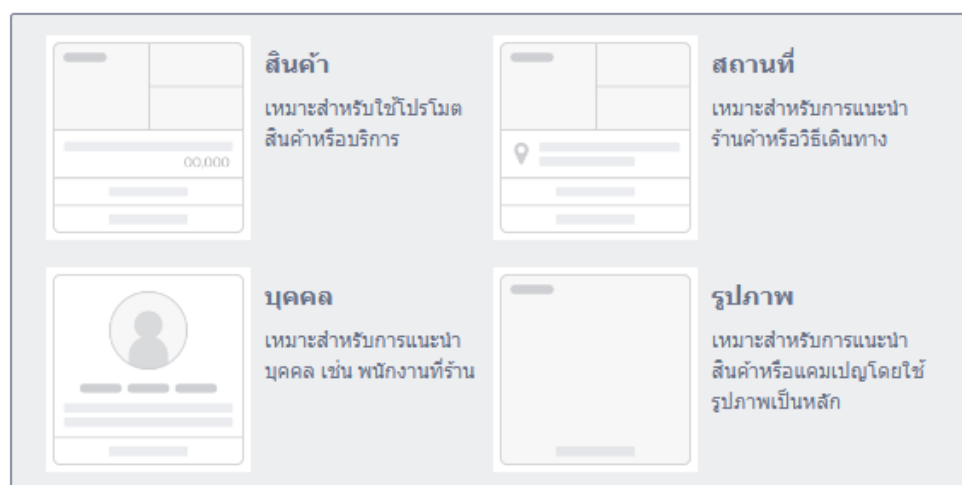 สินค้า
เหมาะสำหรับใช้โปรโมต
สินค้าหรือบริการ
00,000
สถานที่
เหมาะสำหรับการแนะนำ
ร้านค้าหรือวิธีเดินทาง
บุคคล
เหมาะสำหรับการแนะนำ
บุคคล เช่น พนักงานที่ร้าน
รูปภาพ
เหมาะสำหรับการแนะนำ
สินค้าหรือแคมเปญโดยใช้
รูปภาพเป็นหลัก